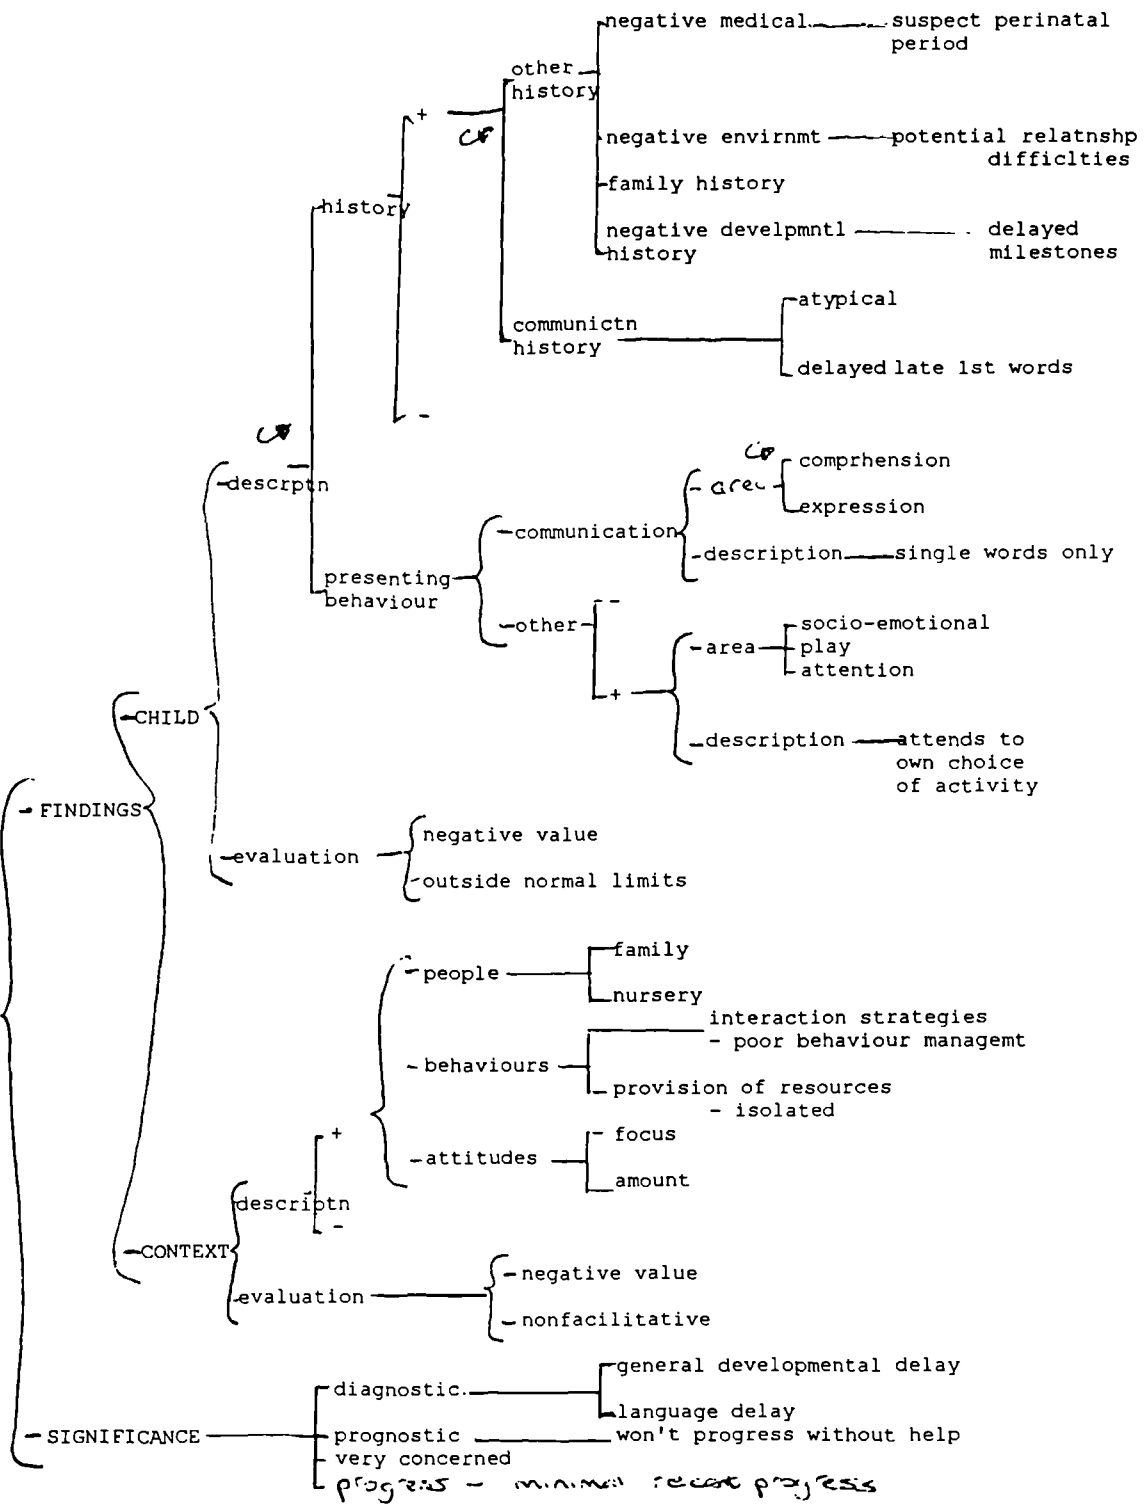 negative medical suspect perinatal
period
other
history
+
negative envirnmt potential relatnshp
difficlties
family history
history
negative develpmntl delayed
history milestones
atypical
communictn
history
delayed late 1st words
-
comprhension
descrptn
area
expression
communication
description single words only
presenting
behaviour
-
other
socio-emotional
area play
attention
+
CHILD
description attends to
own choice
of activity
FINDINGS
negative value
evaluation
outside normal limits
family
people
nursery
interaction strategies
- poor behaviour managemt
behaviours
provision of resources
- isolated
+
focus
attitudes
amount
descriptn
-
CONTEXT
negative value
evaluation
nonfacilitative
general developmental delay
diagnostic
language delay
SIGNIFICANCE prognostic won't progress without help
very concerned
progress - minimal recent progress